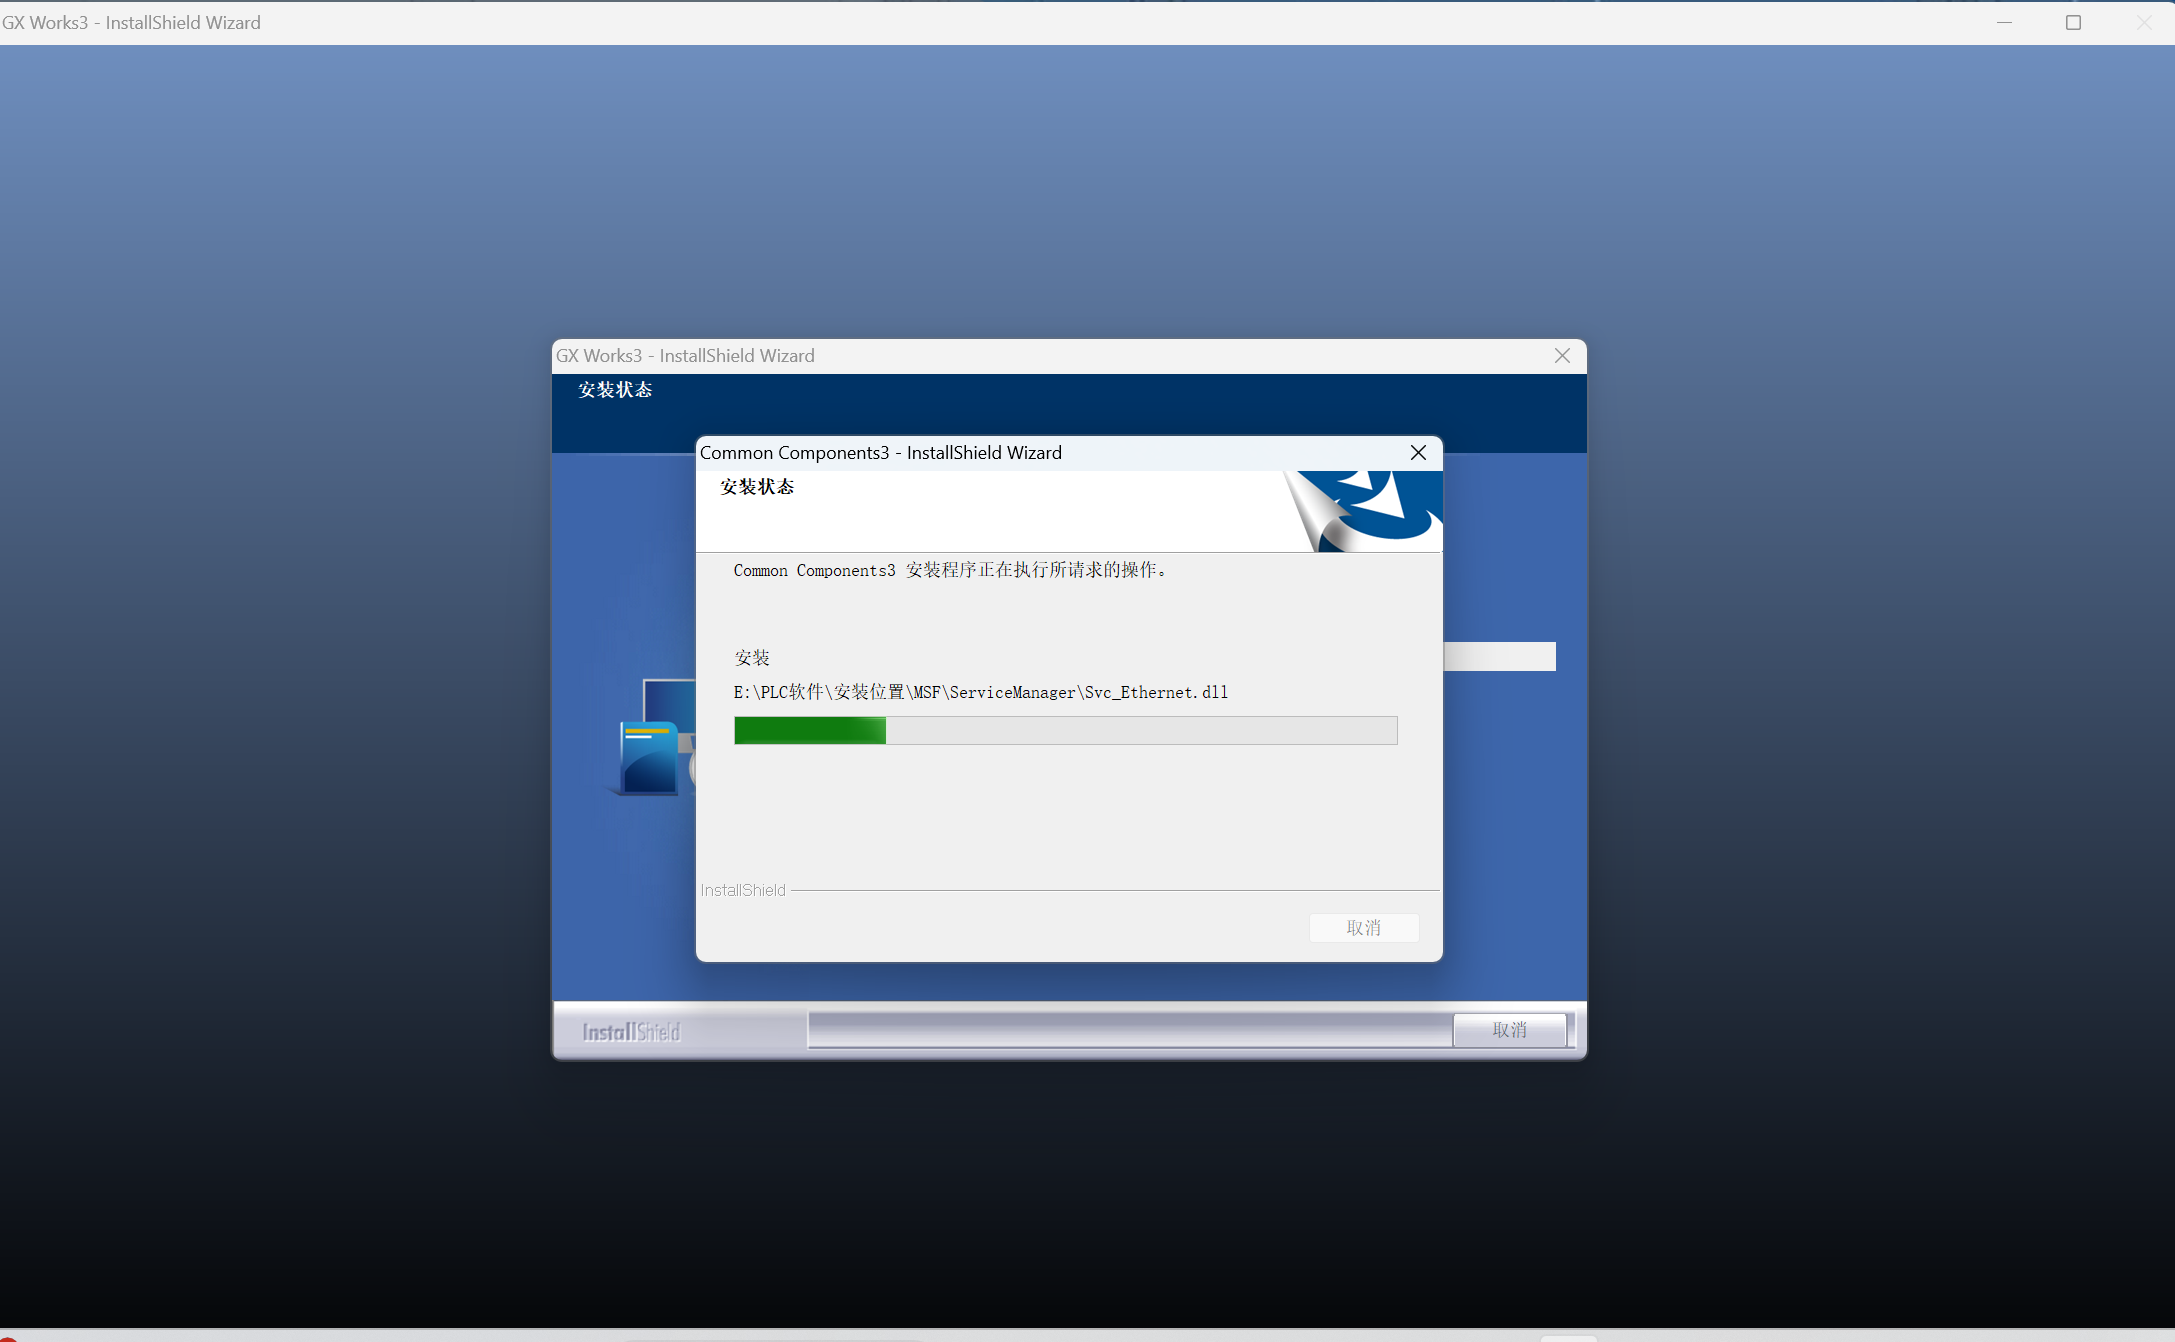 GX Works3 - InstallShield Wizard
GX Works3 - InstallShield Wizard
安装状态
Common Components3 - InstallShield Wizard
安装状态
Common Components3 安装程序正在执行所请求的操作。
安装
E:\PLC软件\安装位置\MSF\ServiceManager\Svc_Ethernet.dll
InstallShield
取消
InstallShield
取消